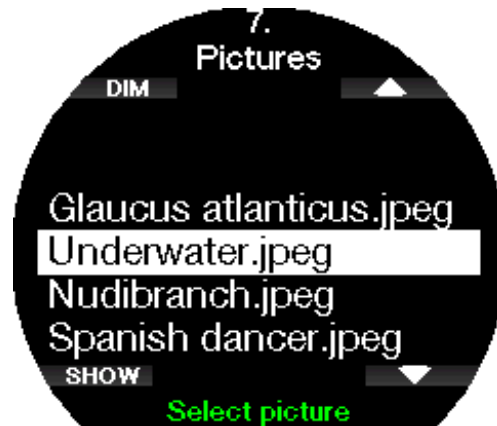 7.
Pictures
DIM
Glaucus atlanticus.jpeg
Underwater.jpeg
Nudibranch.jpeg
Spanish dancer.jpeg
SHOW
Select picture